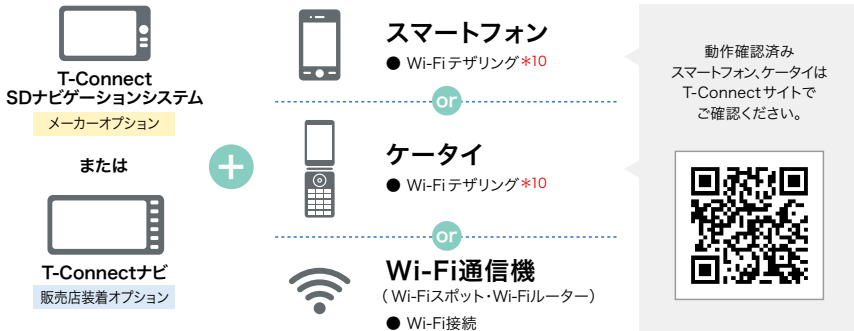 T-Connect
SDナビゲーションシステム
メーカーオプション
または
T-Connectナビ
販売店装着オプション
+
スマートフォン
● Wi-Fiテザリング*10
or
ケータイ
● Wi-Fiテザリング*10
or
Wi-Fi通信機
(Wi-Fiスポット・Wi-Fiルーター)
● Wi-Fi接続
動作確認済み
スマートフォン、ケータイは
T-Connectサイトで
ご確認ください。